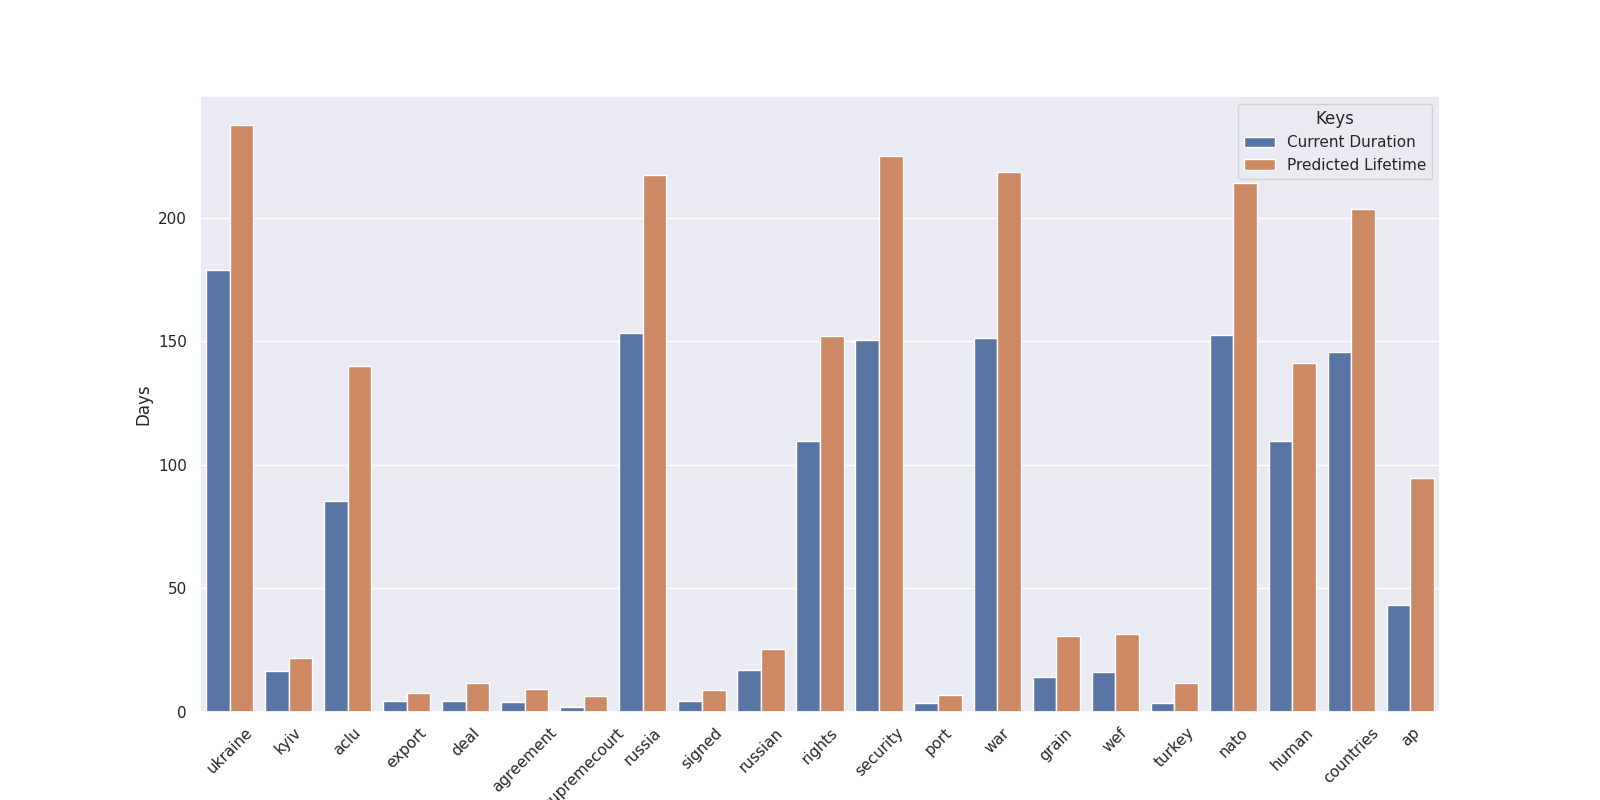 Keys
Current Duration
Predicted Lifetime
Days
200
150
100
50
0
ukraine
kyiv
aclu
export
deal
agreement
upremecourt
russia
signed
russian
rights
security
port
war
grain
wef
turkey
nato
human
countries
ap